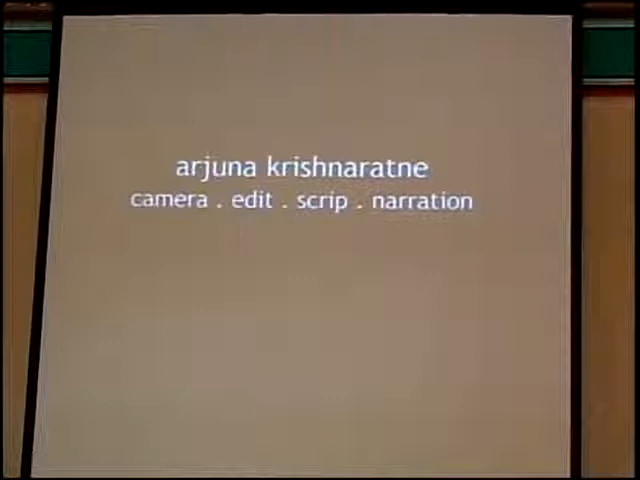 arjuna krishnaratne
camera . edit . scrip . narration